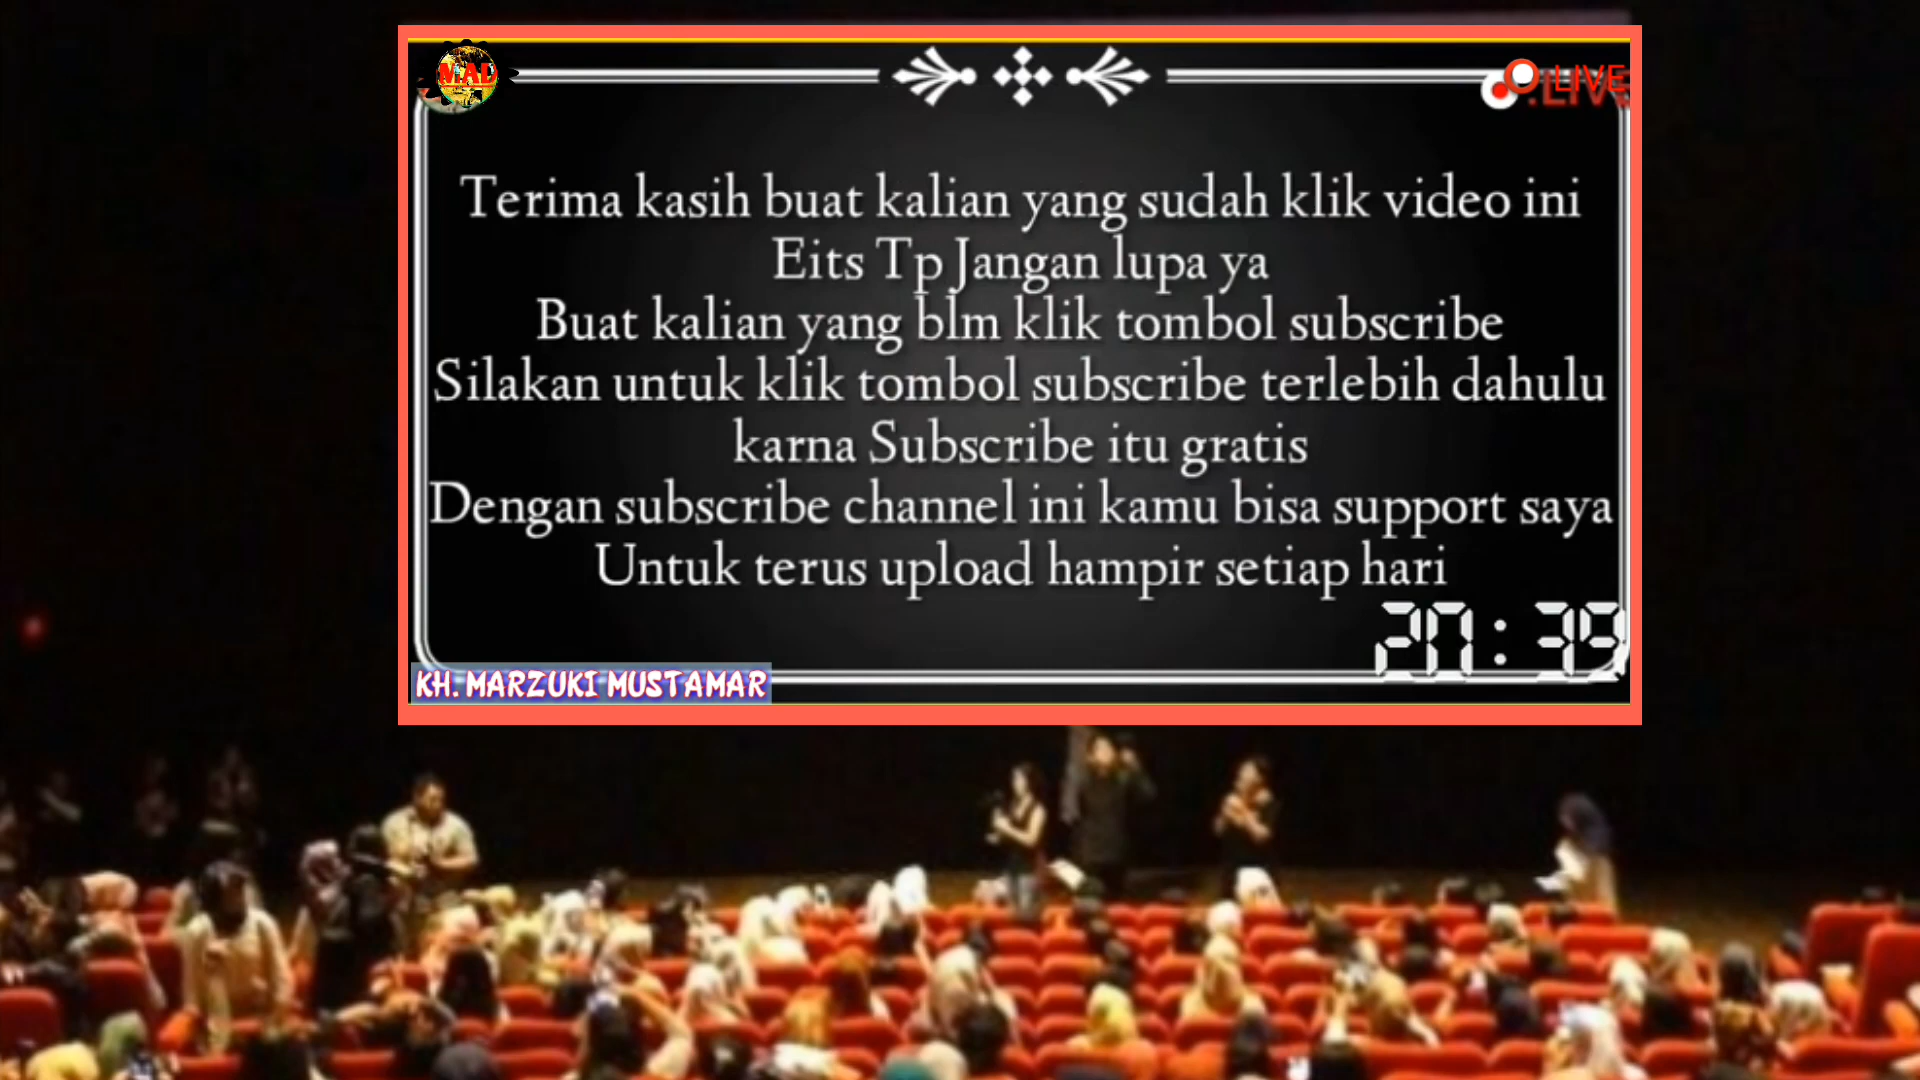 MAD
LIVE
.LIVE
Terima kasih buat kalian yang sudah klik video ini
Eits Tp Jangan lupa ya
Buat kalian yang blm klik tombol subscribe
Silakan untuk klik tombol subscribe terlebih dahulu
karna Subscribe itu gratis
Dengan subscribe channel ini kamu bisa support saya
Untuk terus upload hampir setiap hari
20:39
KH. MARZUKI MUSTAMAR